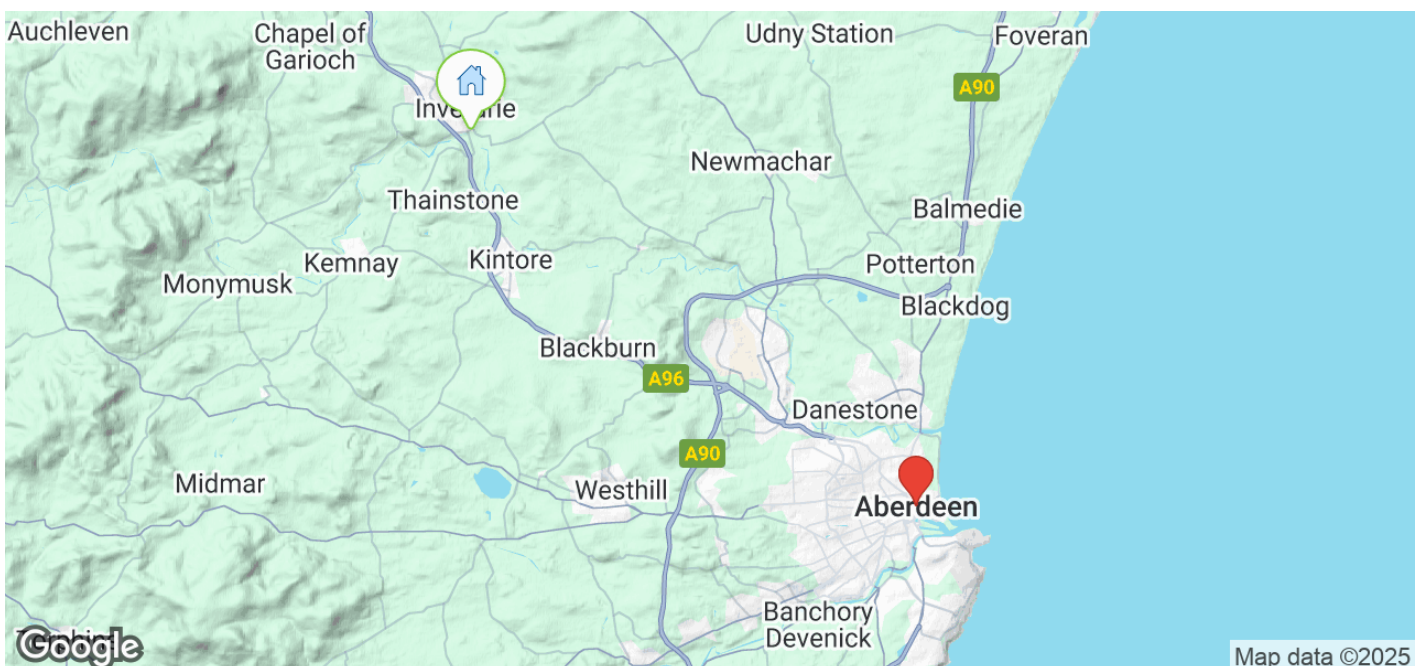 Auchleven
Chapel of
Garioch
Udny Station
Foveran
A90
Newmachar
Thainstone
Balmedie
Kemnay
Kintore
Potterton
Monymusk
Blackdog
Blackburn
A96
Danestone
A90
Midmar
Westhill
Aberdeen
Banchory
Devenick
Google
Map data ©2025